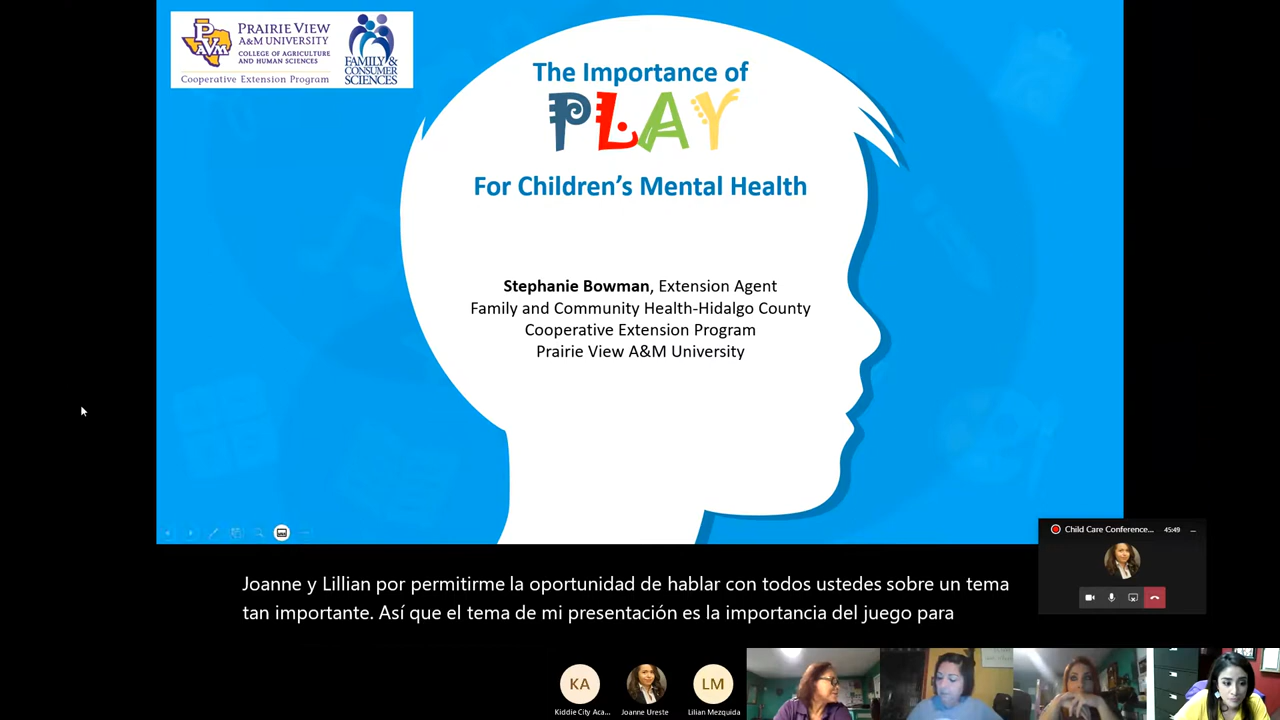 PRAIRIE VIEW
A&M UNIVERSITY
COLLEGE OF AGRICULTURE
AND HUMAN SCIENCES
Cooperative Extension Program
PVAM
FAMILY &
CONSUMER
SCIENCES
The Importance of
PLAY
For Children's Mental Health
Stephanie Bowman, Extension Agent
Family and Community Health-Hidalgo County
Cooperative Extension Program
Prairie View A&M University
Child Care Conference... 45:49
Joanne y Lillian por permitirme la oportunidad de hablar con todos ustedes sobre un tema
tan importante. Así que el tema de mi presentación es la importancia del juego para
KA
LM
Kiddie City Aca...
Joanne Ureste
Lilian Mezquida